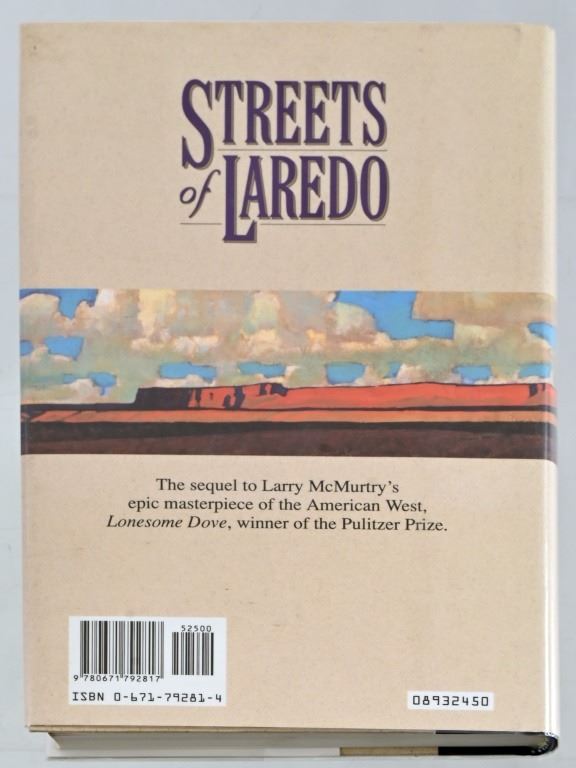 STREETS
of LAREDO
The sequel to Larry McMurtry's
epic masterpiece of the American West,
Lonesome Dove, winner of the Pulitzer Prize.
52500
9 780671 792817
ISBN 0-671-79281-4
08932450